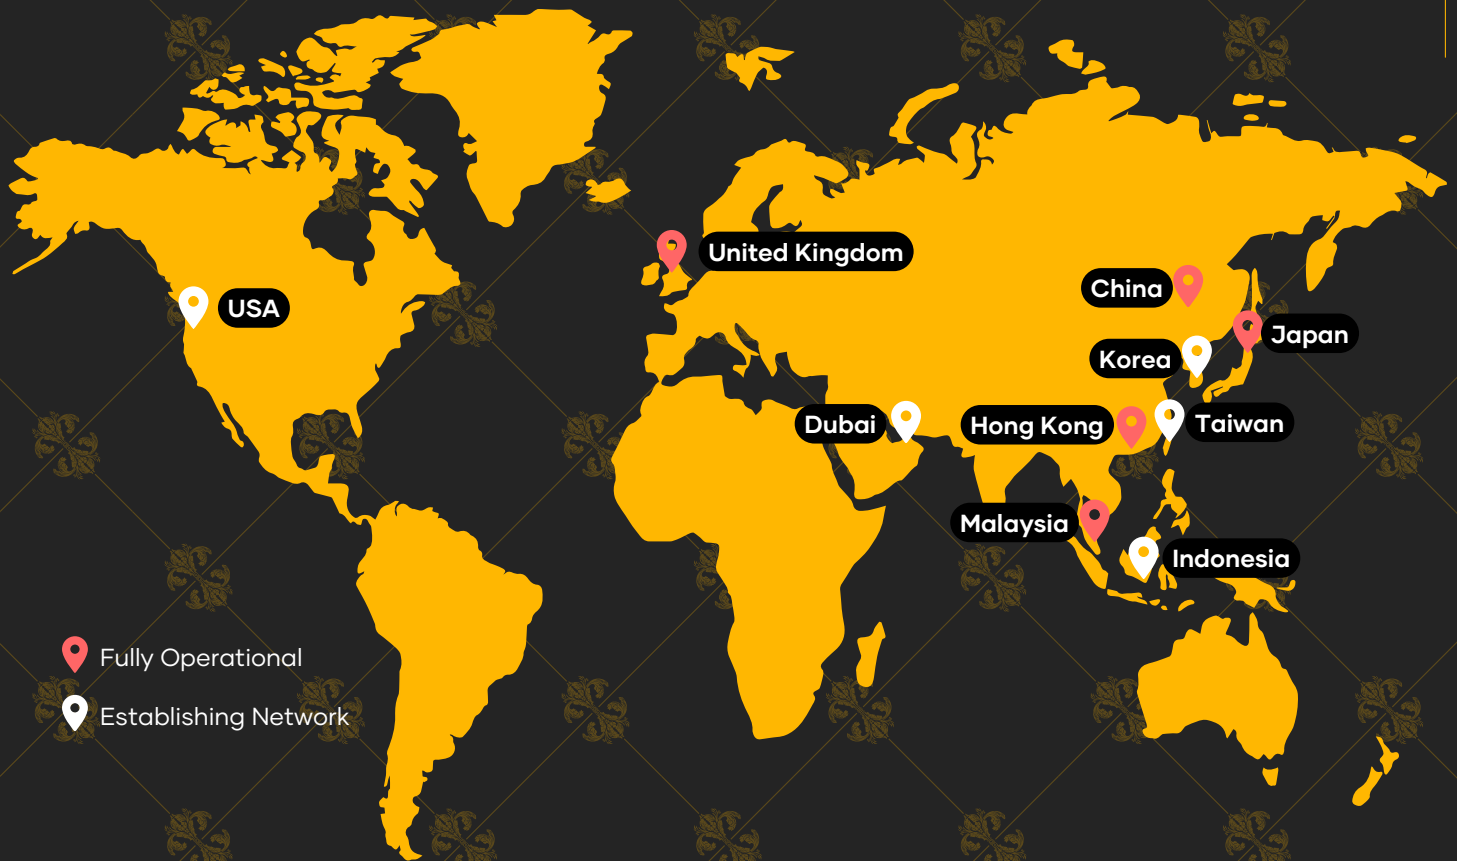 United Kingdom
China
USA
Japan
Korea
Dubai
Hong Kong
Taiwan
Malaysia
Indonesia
Fully Operational
Establishing Network